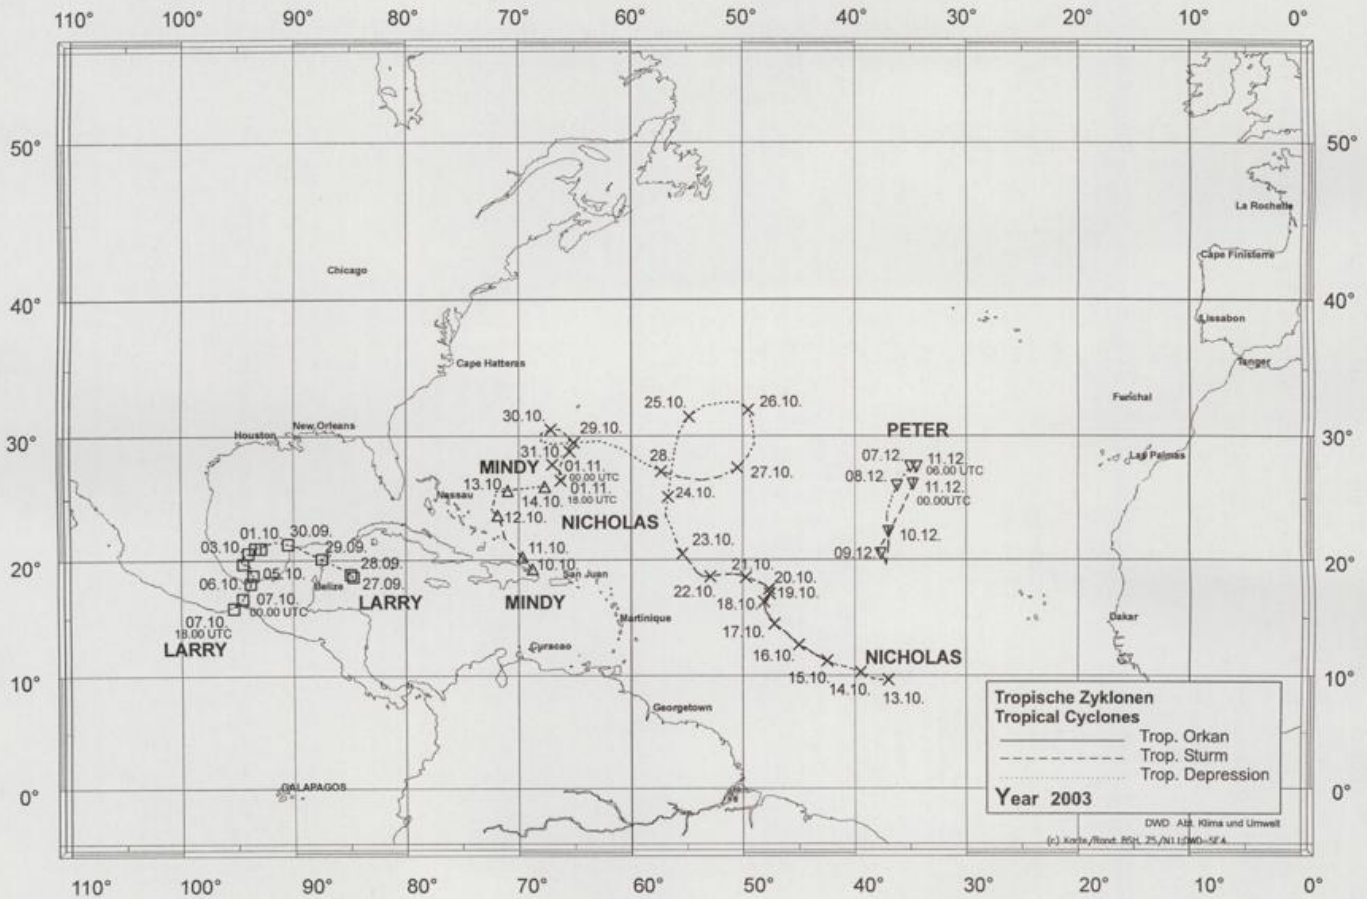 110° 100° 90° 80° 70° 60° 50° 40° 30° 20° 10° 0°
50° 50°
La Rochelle
Cape Finisterre
Chicago
40° 40°
Lissabon
Cape Hatteras
Tanger
25.10. 26.10.
30.10. 29.10.
New Orleans
Houston
30° 30°
PETER
31.10. 28. 27.10.
07.12. 11.12.
06.00 UTC
Las Palmas
MINDY 01.11.
00.00 UTC
08.12. 11.12.
00.00UTC
13.10. 14.10. 01.11.
18.00 UTC
24.10.
Nassau
12.10. NICHOLAS
10.12.
30.09.
01.10.
03.10. 29.09.
11.10. 23.10. 09.12.
20° 20°
28.09.
10.10. San Juan 21.10. 20.10.
06.10. 05.10. Belize 27.09.
22.10. 19.10.
07.10.
00.00 UTC
LARRY MINDY 18.10.
07.10.
18.00 UTC
Martinique
17.10.
Dakar
LARRY
Curacao
16.10. NICHOLAS
10° 10°
15.10. 14.10. 13.10.
Georgetown
GALAPAGOS
0° 0°
Tropische Zyklonen
Tropical Cyclones
Trop. Orkan
Trop. Sturm
Trop. Depression
Year 2003
DWD Abt. Klima und Umwelt
110° 100° 90° 80° 70° 60° 50° 40° 30° 20° 10° 0°